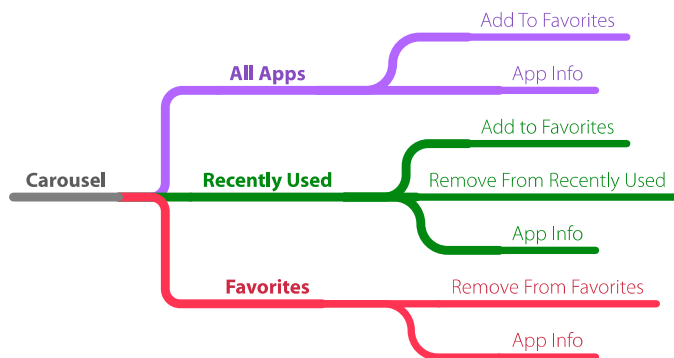 Carousel
All Apps
Add To Favorites
App Info
Recently Used
Add to Favorites
Remove From Recently Used
App Info
Favorites
Remove From Favorites
App Info